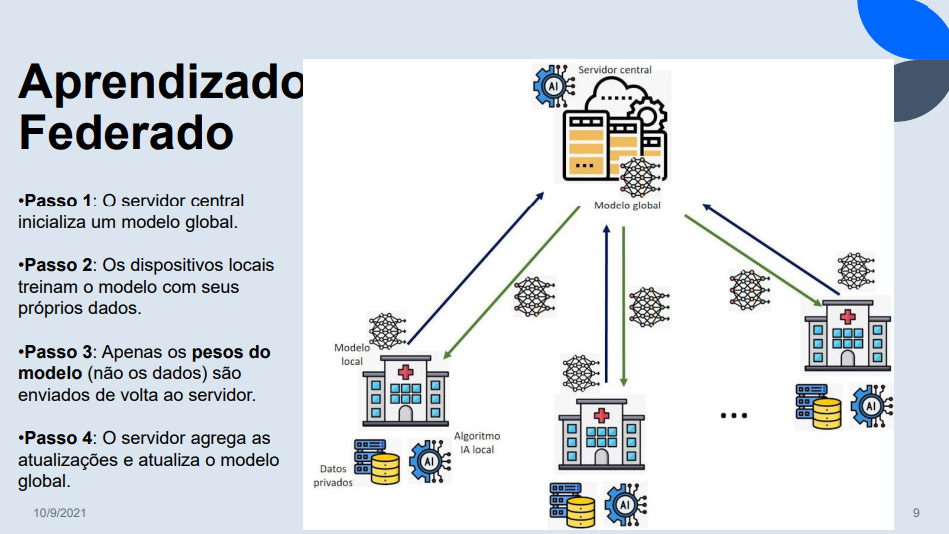 Aprendizado
Federado
•Passo 1: O servidor central
inicializa um modelo global.
•Passo 2: Os dispositivos locais
treinam o modelo com seus
próprios dados.
•Passo 3: Apenas os pesos do
modelo (não os dados) são
enviados de volta ao servidor.
•Passo 4: O servidor agrega as
atualizações e atualiza o modelo
global.
Servidor central
AI
Modelo global
Modelo
local
Algoritmo
IA local
Datos
privados
AI
AI
AI
...
10/9/2021
9